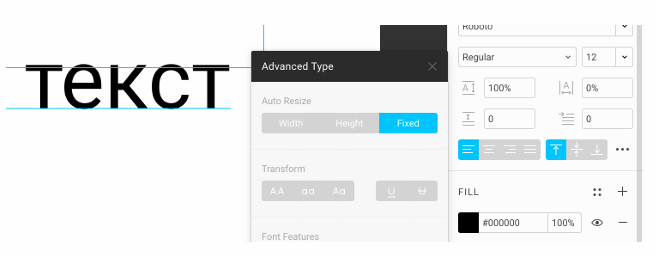 текст
Advanced Type
Auto Resize
Width Height Fixed
Transform
AA aa Aa U U
Font Features
Roboto
Regular 12
100% 0%
0 0
FILL
#000000 100%